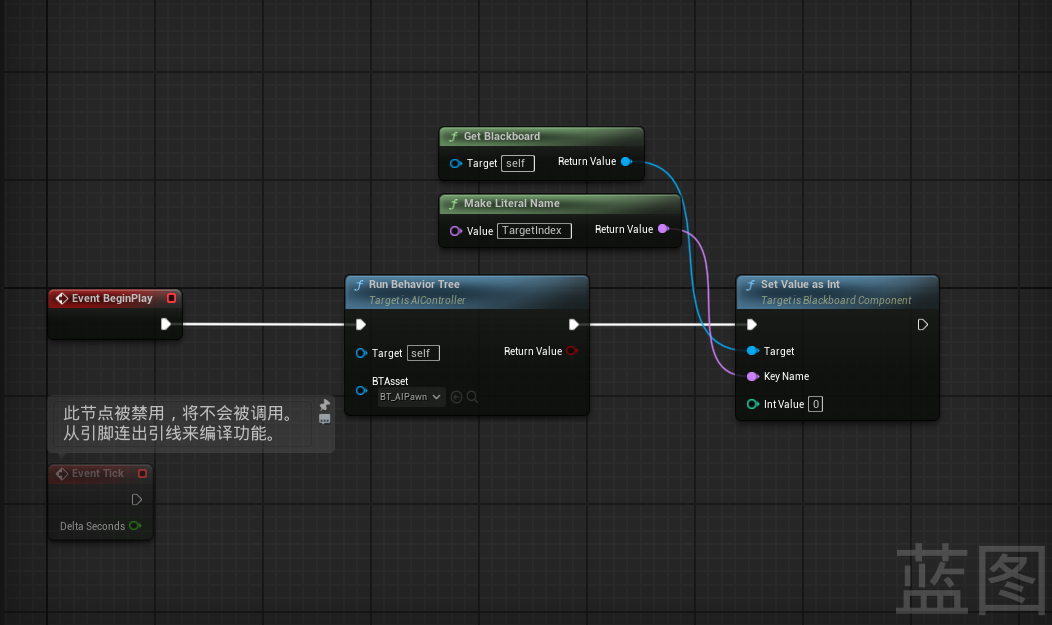 Get Blackboard
Target self Return Value
Make Literal Name
Value TargetIndex Return Value
Event BeginPlay
Run Behavior Tree
Target is AIController
Target self Return Value
BTAsset
BT_AIPawn
Set Value as Int
Target is Blackboard Component
Target
Key Name
Int Value 0
此节点被禁用，将不会被调用。
从引脚连出引线来编译功能。
Event Tick
Delta Seconds
蓝图